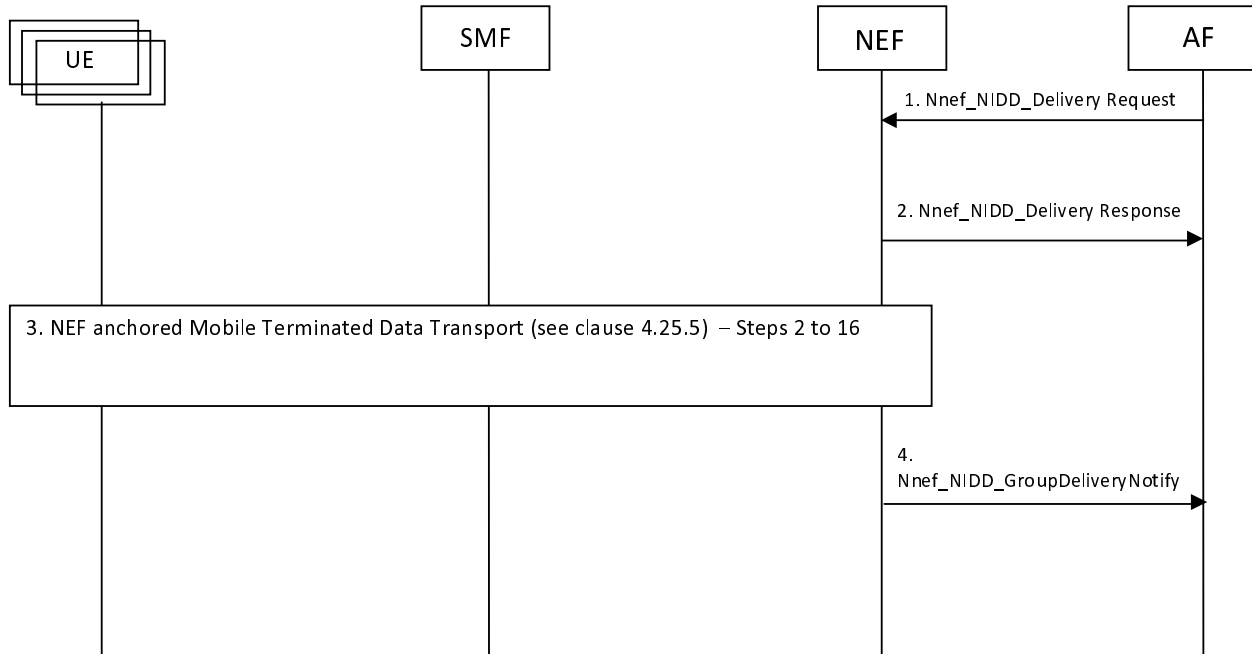 UE
SMF
NEF
AF
1. Nnef_NIDD_Delivery Request
2. Nnef_NIDD_Delivery Response
3. NEF anchored Mobile Terminated Data Transport (see clause 4.25.5) – Steps 2 to 16
4.
Nnef_NIDD_GroupDeliveryNotify